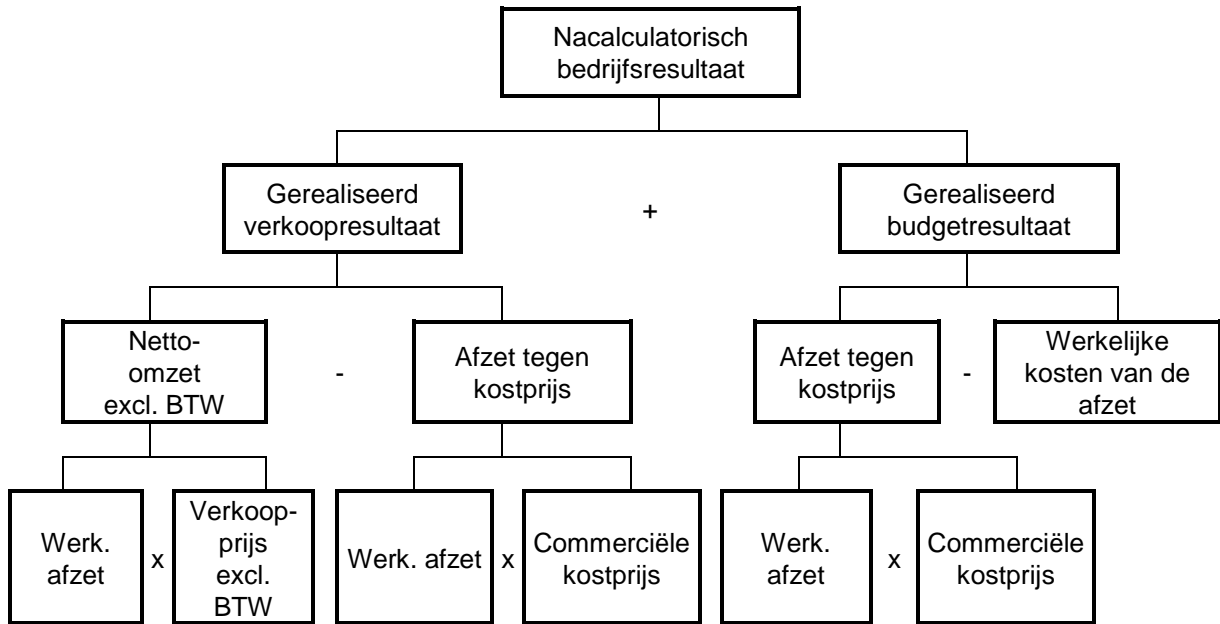 Nacalculatorisch
bedrijfsresultaat
Gerealiseerd
verkoopresultaat
+
Gerealiseerd
budgetresultaat
Netto-
omzet
excl. BTW
-
Afzet tegen
kostprijs
Afzet tegen
kostprijs
-
Werkelijke
kosten van de
afzet
Werk.
afzet
x
Verkoop-
prijs
excl.
BTW
Werk. afzet
x
Commerciële
kostprijs
Werk.
afzet
x
Commerciële
kostprijs